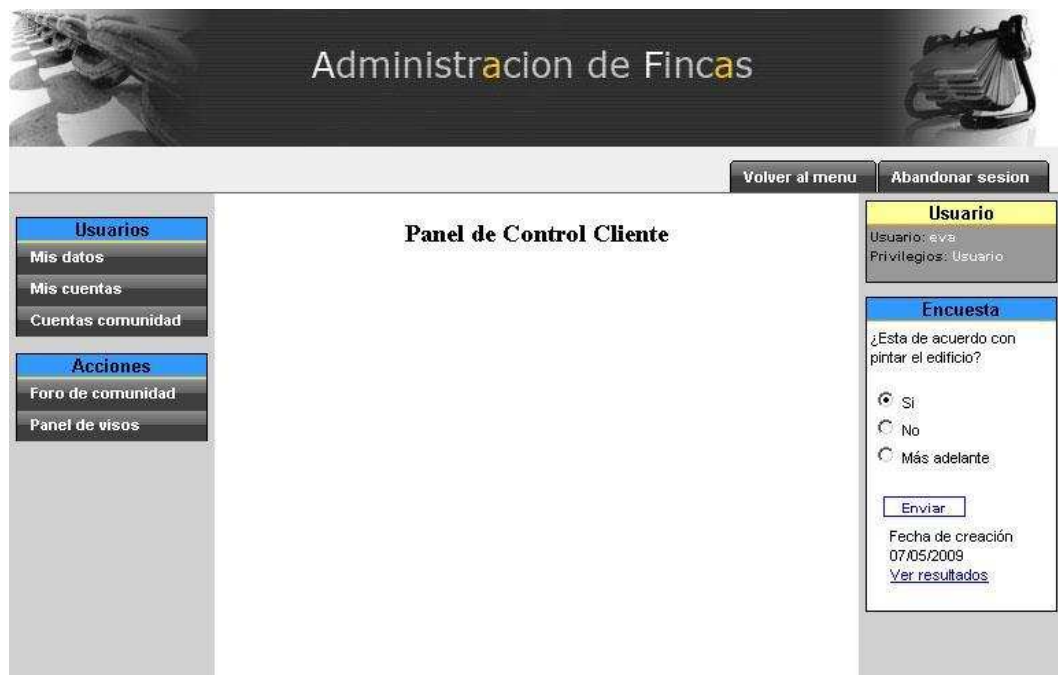 Administracion de Fincas
Volver al menu
Abandonar sesion
Usuarios
Mis datos
Mis cuentas
Cuentas comunidad
Acciones
Foro de comunidad
Panel de visos
Panel de Control Cliente
Usuario
Usuario: eva
Privilegios: Usuario
Encuesta
¿Esta de acuerdo con
pintar el edificio?
Si
No
Más adelante
Enviar
Fecha de creación
07/05/2009
Ver resultados